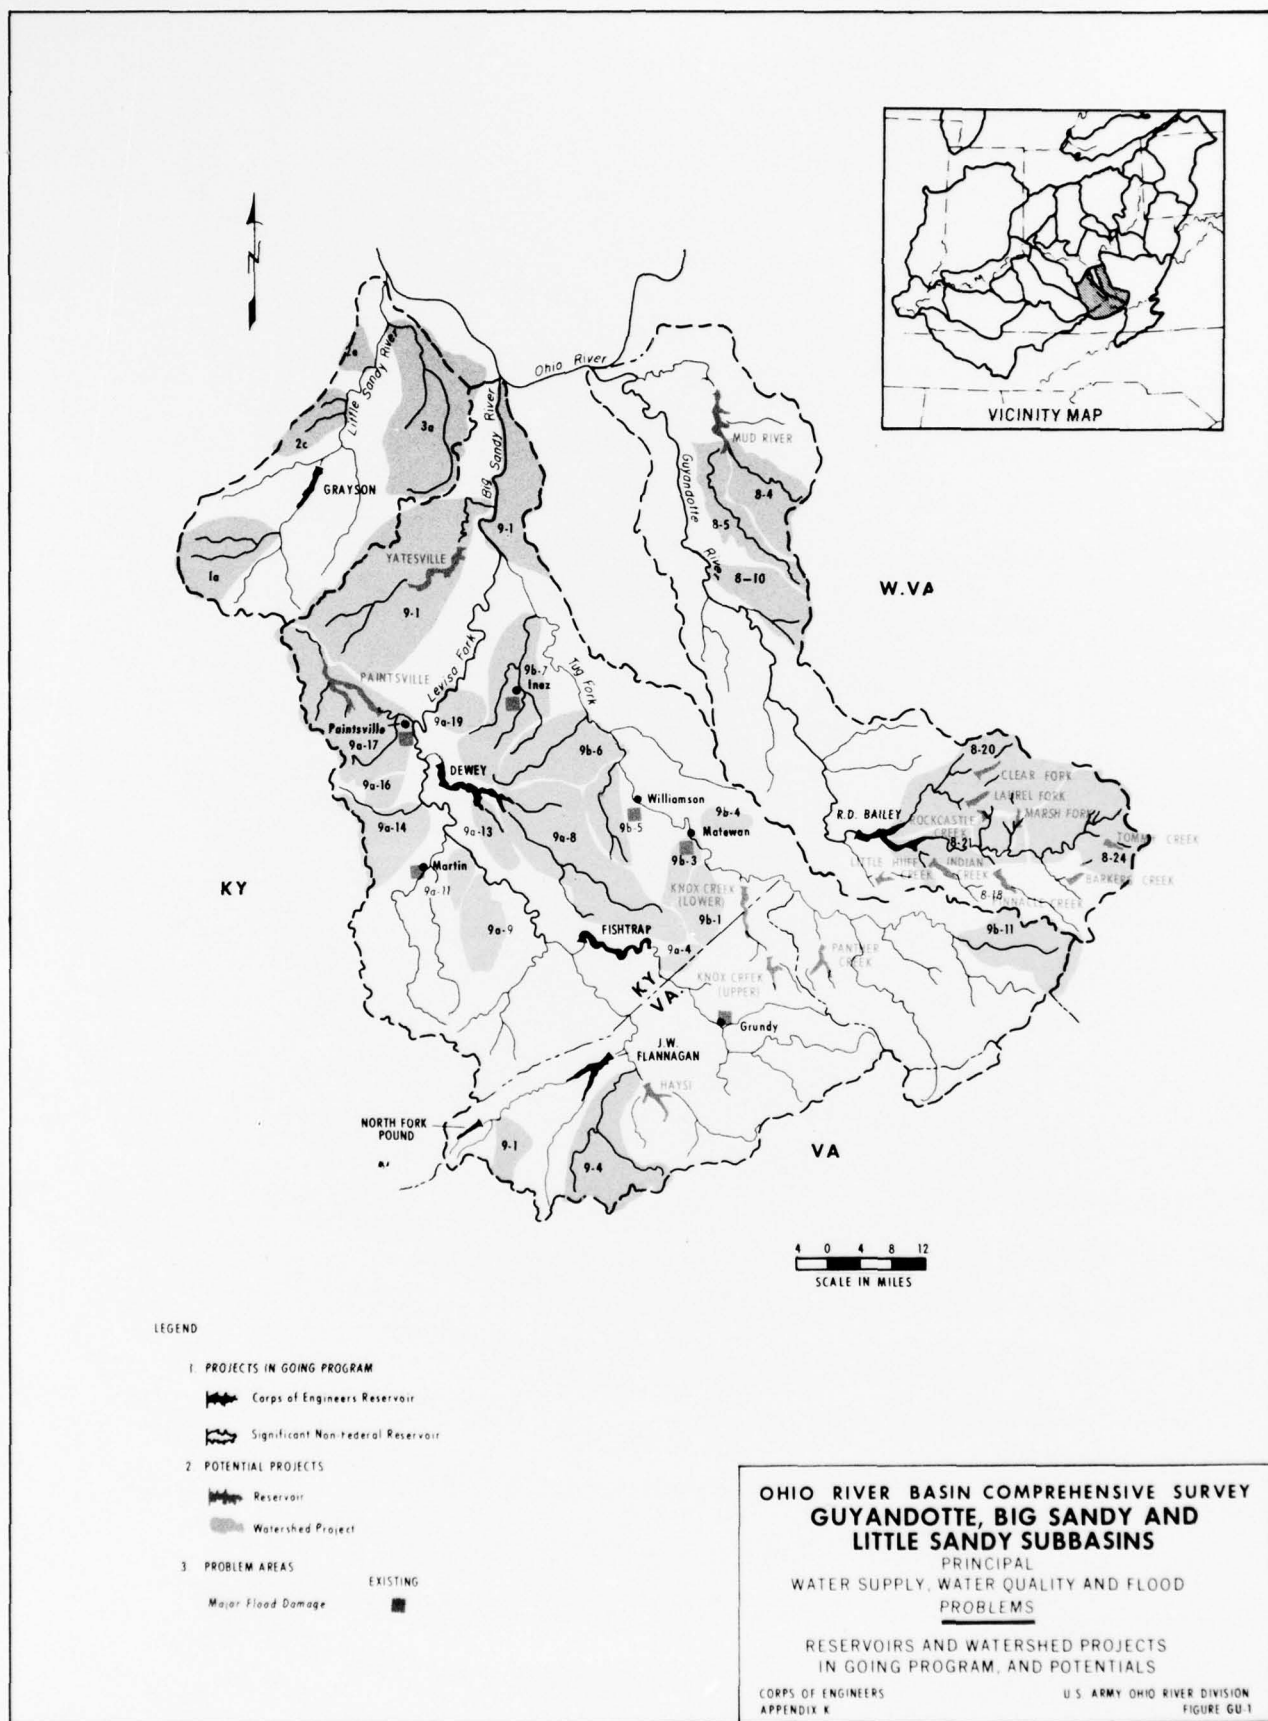 N
VICINITY MAP
Ohio River
Little Sandy River
Big Sandy River
2a
2c
3a
GRAYSON
1a
MUD RIVER
Guyandotte River
8-4
8-5
8-10
9-1
YATESVILLE
9-1
W.VA
PAINTSVILLE
Levisa Fork
Tug Fork
9b-7
Inez
Paintsville
9a-19
9a-17
9b-6
9a-16
DEWEY
Williamson
9b-4
9b-5
Matewan
9a-14
9a-13
9a-8
9b-3
Martin
9a-11
KY
8-20
CLEAR FORK
LAUREL FORK
R.D. BAILEY
ROCKCASTLE
CREEK
MARSH FORK
8-21
TOMMY CREEK
8-24
LITTLE HUFF
CREEK
INDIAN
CREEK
BARKERS CREEK
8-18
PINNACLE CREEK
KNOX CREEK
(LOWER)
9b-1
9a-9
FISHTRAP
9a-4
9b-11
PANTHER
CREEK
KNOX CREEK
(UPPER)
KY
VA.
Grundy
J.W.
FLANNAGAN
HAYSI
NORTH FORK
POUND
9-1
9-4
VA
4 0 4 8 12
SCALE IN MILES
LEGEND
1. PROJECTS IN GOING PROGRAM
Corps of Engineers Reservoir
Significant Non-Federal Reservoir
2 POTENTIAL PROJECTS
Reservoir
Watershed Project
3 PROBLEM AREAS
EXISTING
Major Flood Damage
OHIO RIVER BASIN COMPREHENSIVE SURVEY
GUYANDOTTE, BIG SANDY AND
LITTLE SANDY SUBBASINS
PRINCIPAL
WATER SUPPLY, WATER QUALITY AND FLOOD
PROBLEMS
RESERVOIRS AND WATERSHED PROJECTS
IN GOING PROGRAM, AND POTENTIALS
CORPS OF ENGINEERS
U.S. ARMY OHIO RIVER DIVISION
APPENDIX K
FIGURE GU-1